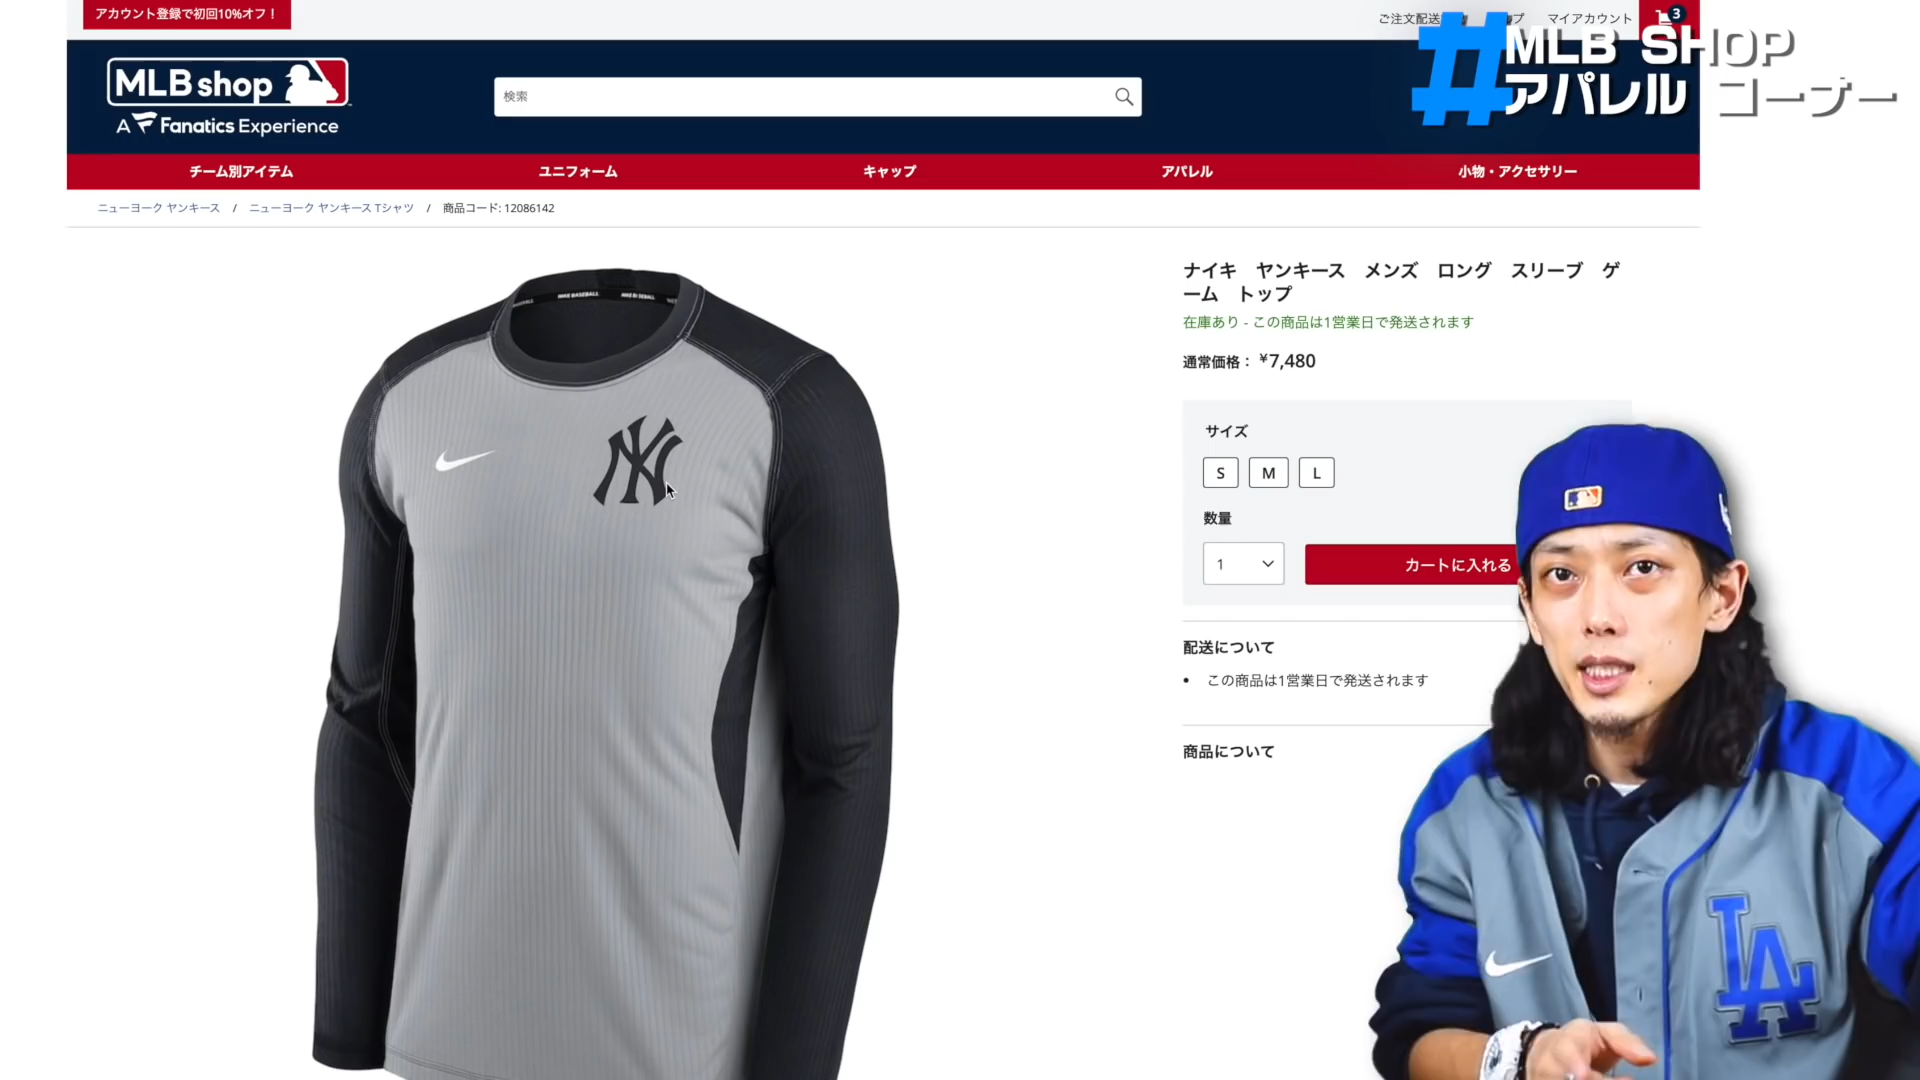 アカウント登録で初回10%オフ！
ご注文配送
プ
マイアカウント
3
#MLB SHOP
アパレル コーナー
MLB shop
A Fanatics Experience
検索
チーム別アイテム
ユニフォーム
キャップ
アパレル
小物・アクセサリー
ニューヨーク ヤンキース / ニューヨーク ヤンキース Tシャツ / 商品コード: 12086142
ナイキ　ヤンキース　メンズ　ロング　スリーブ　ゲ
ーム　トップ
在庫あり - この商品は1営業日で発送されます
通常価格： ¥7,480
サイズ
S
M
L
数量
1
カートに入れる
配送について
• この商品は1営業日で発送されます
商品について
NIKE BASEBALL
NY
LA